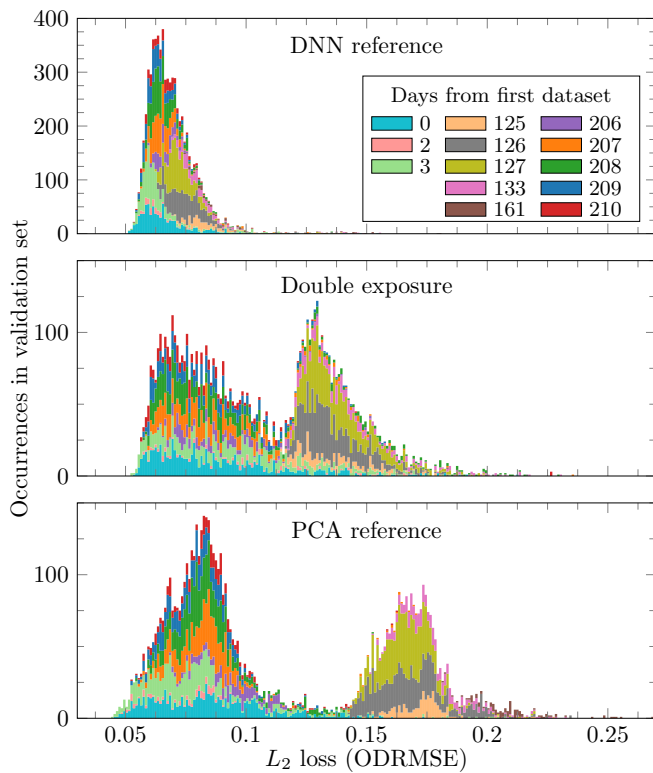 400
DNN reference
300
200
100
0
Days from first dataset
0 125 206
2 126 207
3 127 208
133 209
161 210
Occurrences in validation set
Double exposure
100
0
PCA reference
100
0
0.05 0.1 0.15 0.2 0.25
L2 loss (ODRMSE)